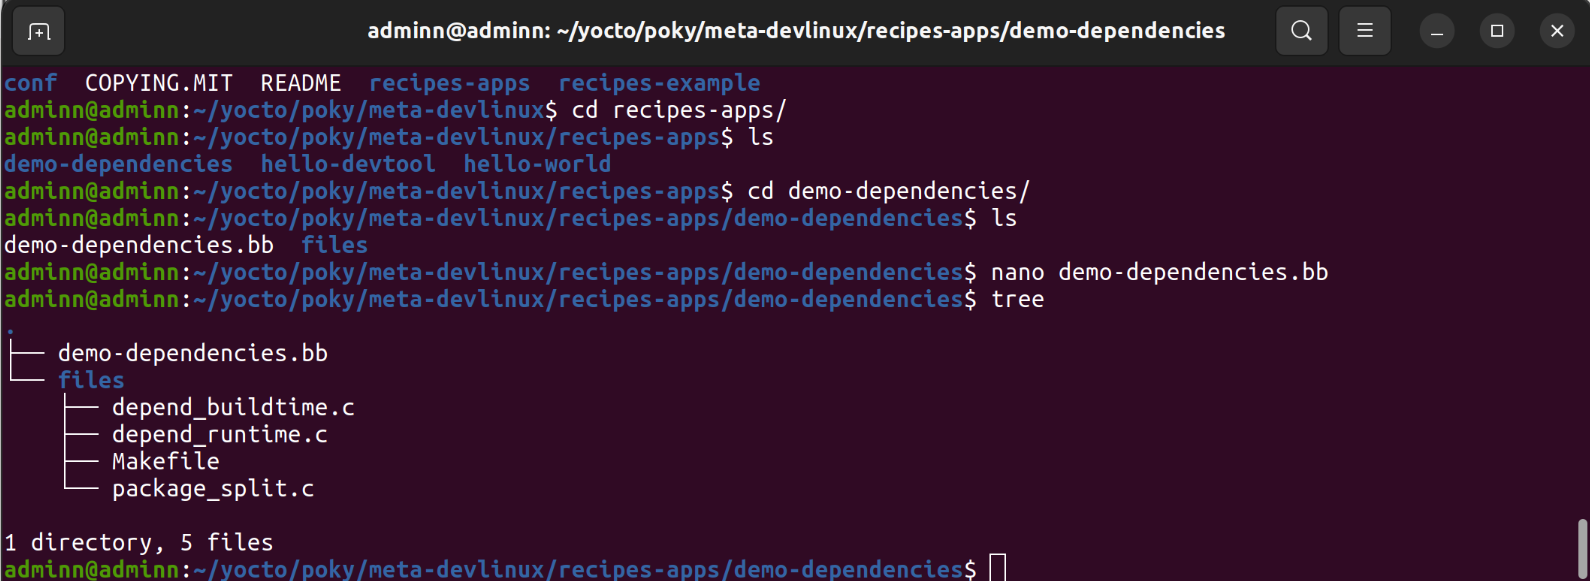 adminn@adminn: ~/yocto/poky/meta-devlinux/recipes-apps/demo-dependencies
conf  COPYING.MIT  README  recipes-apps  recipes-example
adminn@adminn:~/yocto/poky/meta-devlinux$ cd recipes-apps/
adminn@adminn:~/yocto/poky/meta-devlinux/recipes-apps$ ls
demo-dependencies  hello-devtool  hello-world
adminn@adminn:~/yocto/poky/meta-devlinux/recipes-apps$ cd demo-dependencies/
adminn@adminn:~/yocto/poky/meta-devlinux/recipes-apps/demo-dependencies$ ls
demo-dependencies.bb  files
adminn@adminn:~/yocto/poky/meta-devlinux/recipes-apps/demo-dependencies$ nano demo-dependencies.bb
adminn@adminn:~/yocto/poky/meta-devlinux/recipes-apps/demo-dependencies$ tree
.
├── demo-dependencies.bb
└── files
    ├── depend_buildtime.c
    ├── depend_runtime.c
    ├── Makefile
    └── package_split.c
1 directory, 5 files
adminn@adminn:~/yocto/poky/meta-devlinux/recipes-apps/demo-dependencies$